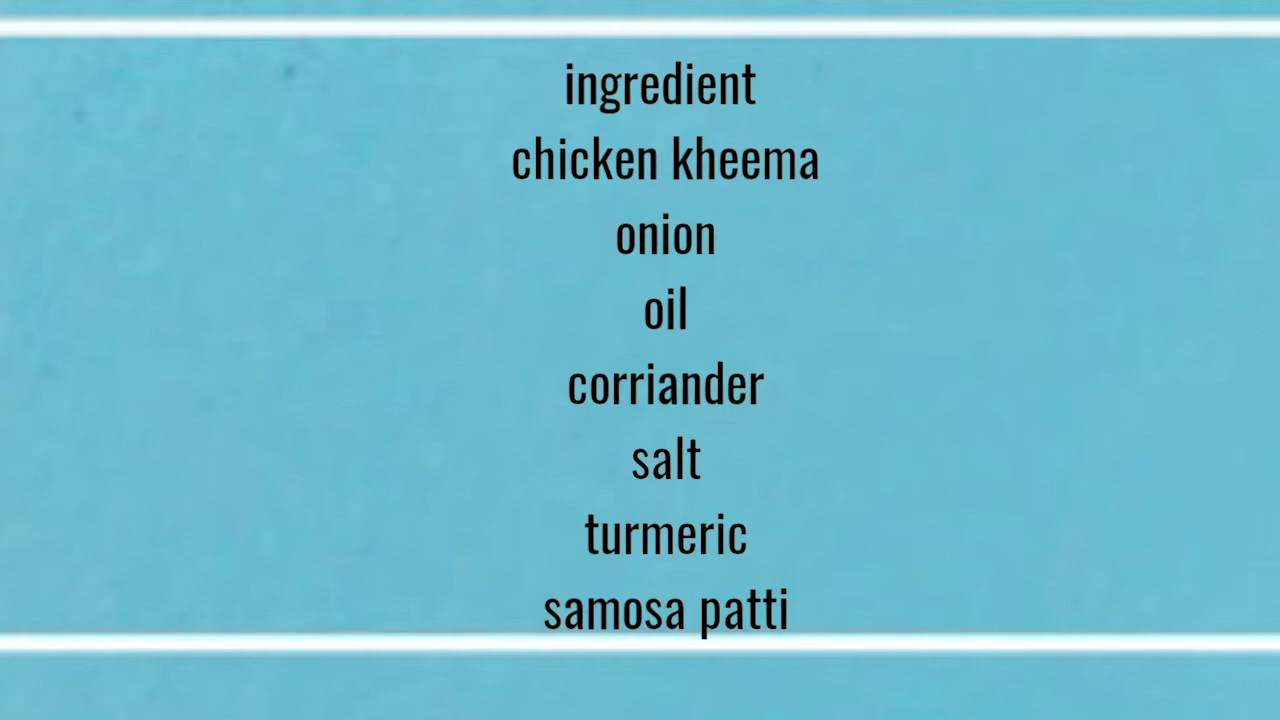 ingredient
chicken kheema
onion
oil
corriander
salt
turmeric
samosa patti